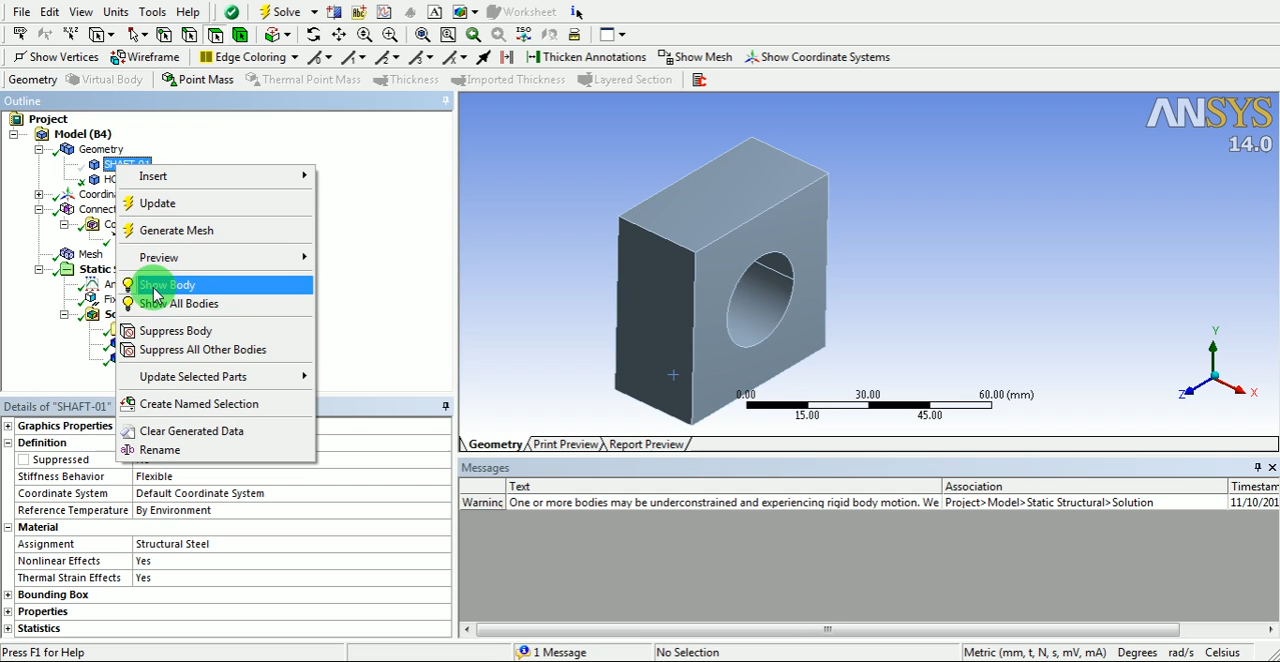 File Edit View Units Tools Help Solve Worksheet
Show Vertices Wireframe Edge Coloring Thicken Annotations Show Mesh Show Coordinate Systems
Geometry Virtual Body Point Mass Thermal Point Mass Thickness Imported Thickness Layered Section
Outline
Project
Model (B4)
Geometry
SHAFT-01
Mesh
Insert
Update
Generate Mesh
Preview
Show Body
Show All Bodies
Suppress Body
Suppress All Other Bodies
Update Selected Parts
Create Named Selection
Clear Generated Data
Rename
ANSYS
14.0
Y
X
Z
0.00 30.00 60.00 (mm)
15.00 45.00
Geometry Print Preview Report Preview
Details of "SHAFT-01"
Graphics Properties
Definition
Suppressed
Stiffness Behavior Flexible
Coordinate System Default Coordinate System
Reference Temperature By Environment
Material
Assignment Structural Steel
Nonlinear Effects Yes
Thermal Strain Effects Yes
Bounding Box
Properties
Statistics
Messages
Text Association Timestam
Warninc One or more bodies may be underconstrained and experiencing rigid body motion. We Project>Model>Static Structural>Solution 11/10/201
Press F1 for Help 1 Message No Selection Metric (mm, t, N, s, mV, mA) Degrees rad/s Celsius